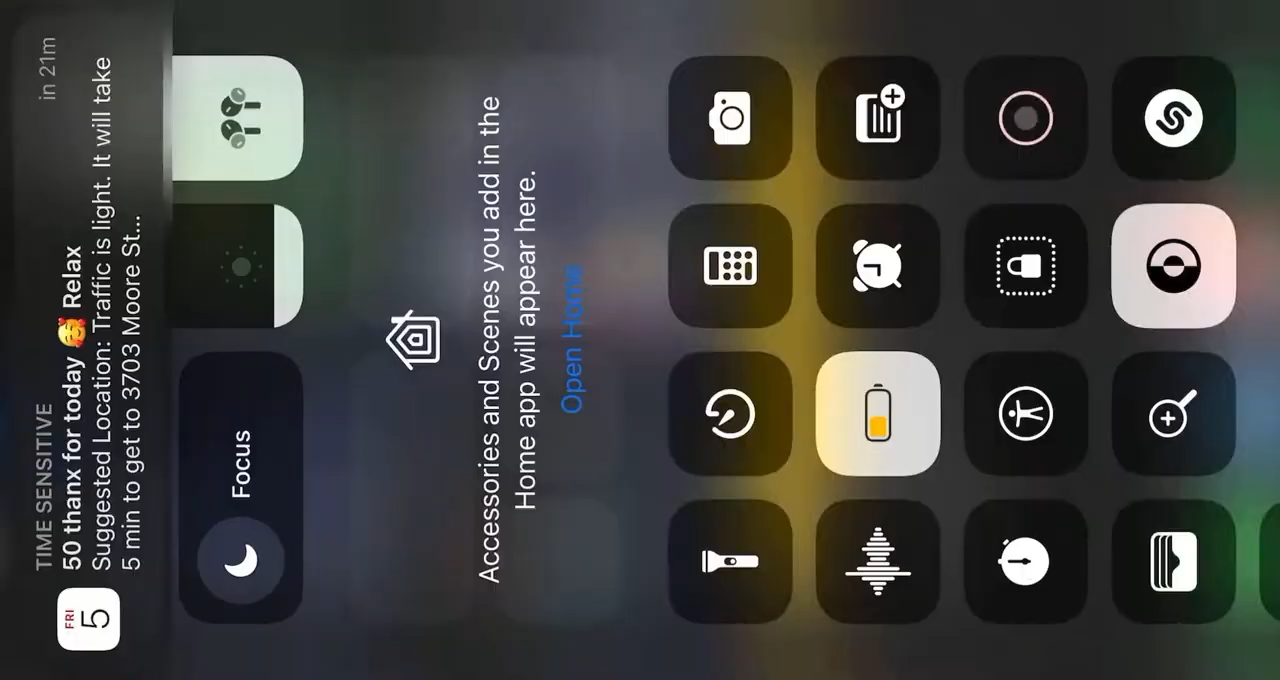 TIME SENSITIVE
in 21m
50 thanx for today 🥰 Relax
Suggested Location: Traffic is light. It will take
5 min to get to 3703 Moore St...
FRI
5
Focus
Accessories and Scenes you add in the
Home app will appear here.
Open Home